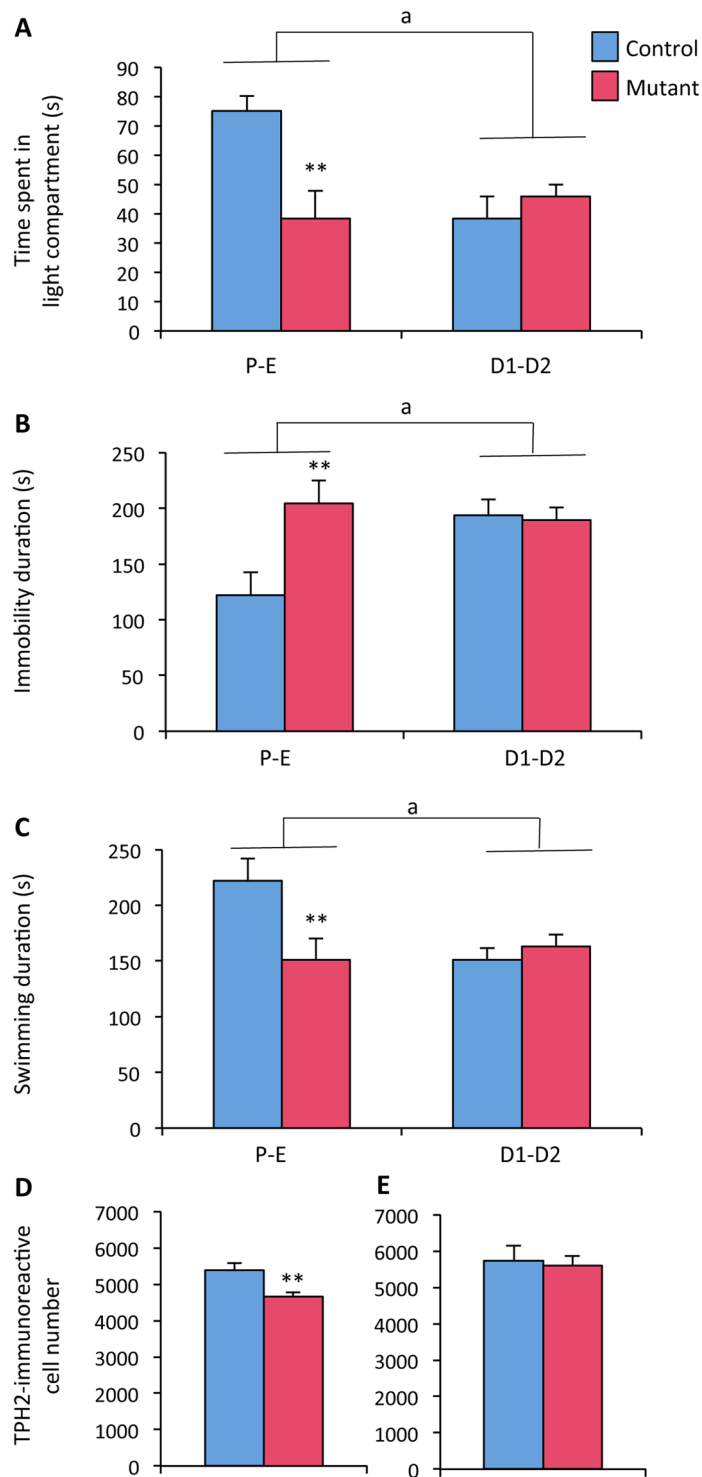 A
a
Control
Mutant
Time spent in
light compartment (s)
90
80
70
60
50
40
30
20
10
0
**
P-E
D1-D2
B
a
Immobility duration (s)
250
200
150
100
50
0
**
P-E
D1-D2
C
a
Swimming duration (s)
250
200
150
100
50
0
**
P-E
D1-D2
D
TPH2-immunoreactive
cell number
7000
6000
5000
4000
3000
2000
1000
0
**
E
7000
6000
5000
4000
3000
2000
1000
0